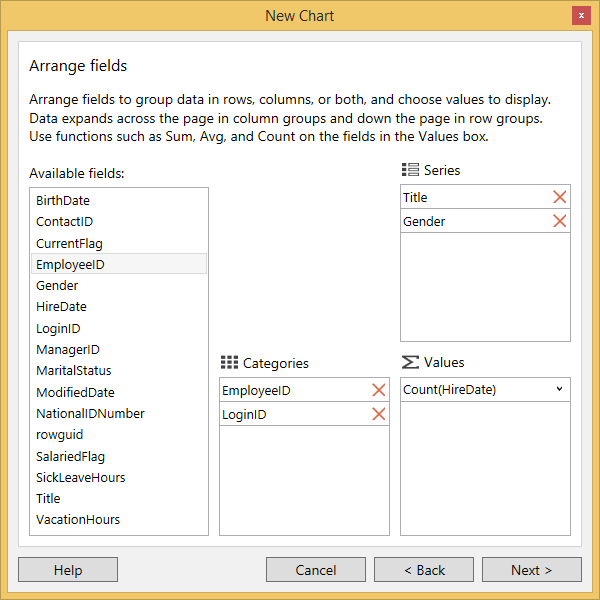 New Chart
Arrange fields
Arrange fields to group data in rows, columns, or both, and choose values to display.
Data expands across the page in column groups and down the page in row groups.
Use functions such as Sum, Avg, and Count on the fields in the Values box.
Available fields:
BirthDate
ContactID
CurrentFlag
EmployeeID
Gender
HireDate
LoginID
ManagerID
MaritalStatus
ModifiedDate
NationalIDNumber
rowguid
SalariedFlag
SickLeaveHours
Title
VacationHours
Series
Title
Gender
Categories
EmployeeID
LoginID
Values
Count(HireDate)
Help
Cancel
< Back
Next >